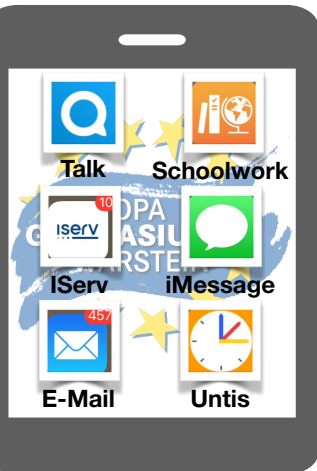 Talk Schoolwork
10
ISERV
IServ iMessage
457
E-Mail Untis